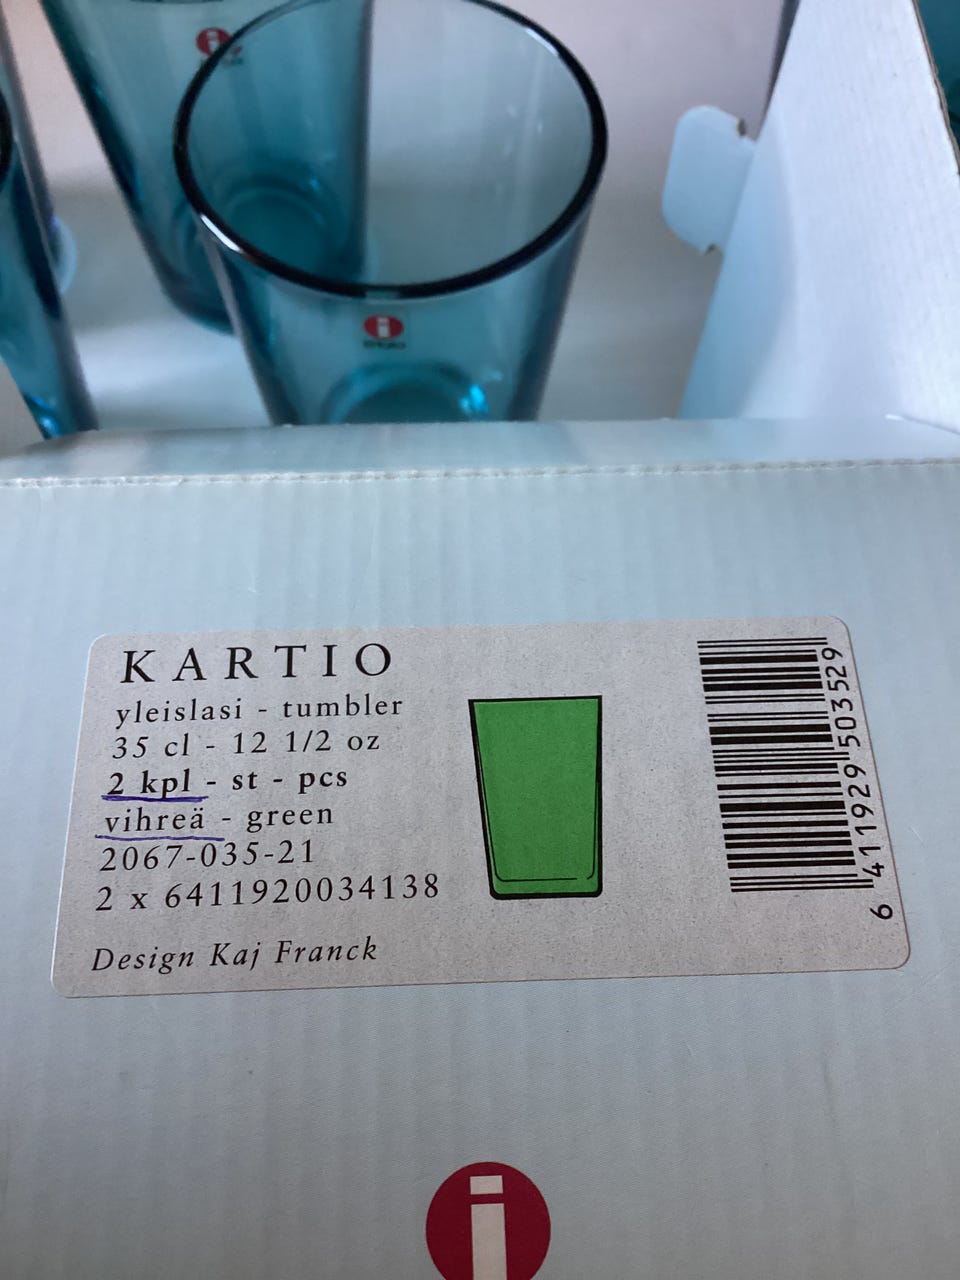 KARTIO
yleislasi - tumbler
35 cl - 12 1/2 oz
2 kpl - st - pcs
vihreä - green
2067-035-21
2 x 6411920034138
Design Kaj Franck
6 411929 503529
i